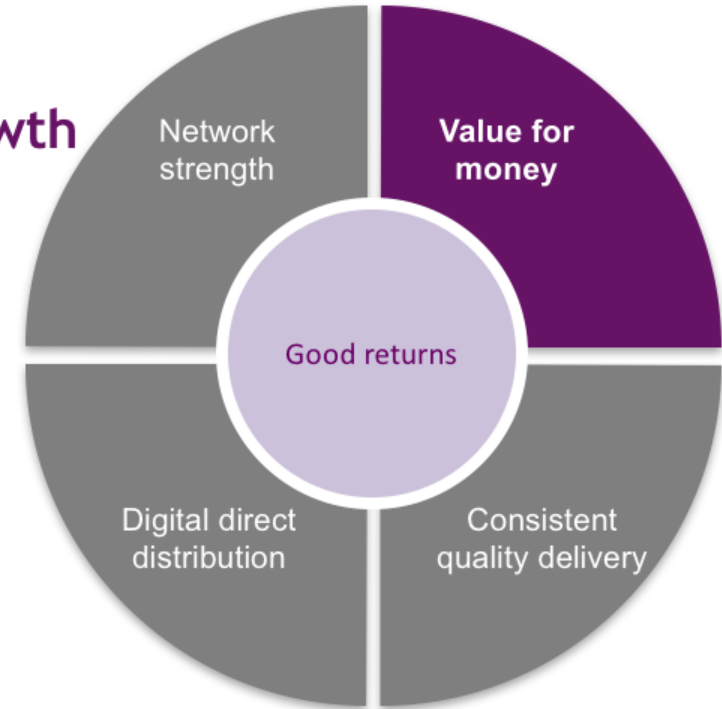 wth
Network
strength
Value for
money
Good returns
Digital direct
distribution
Consistent
quality delivery